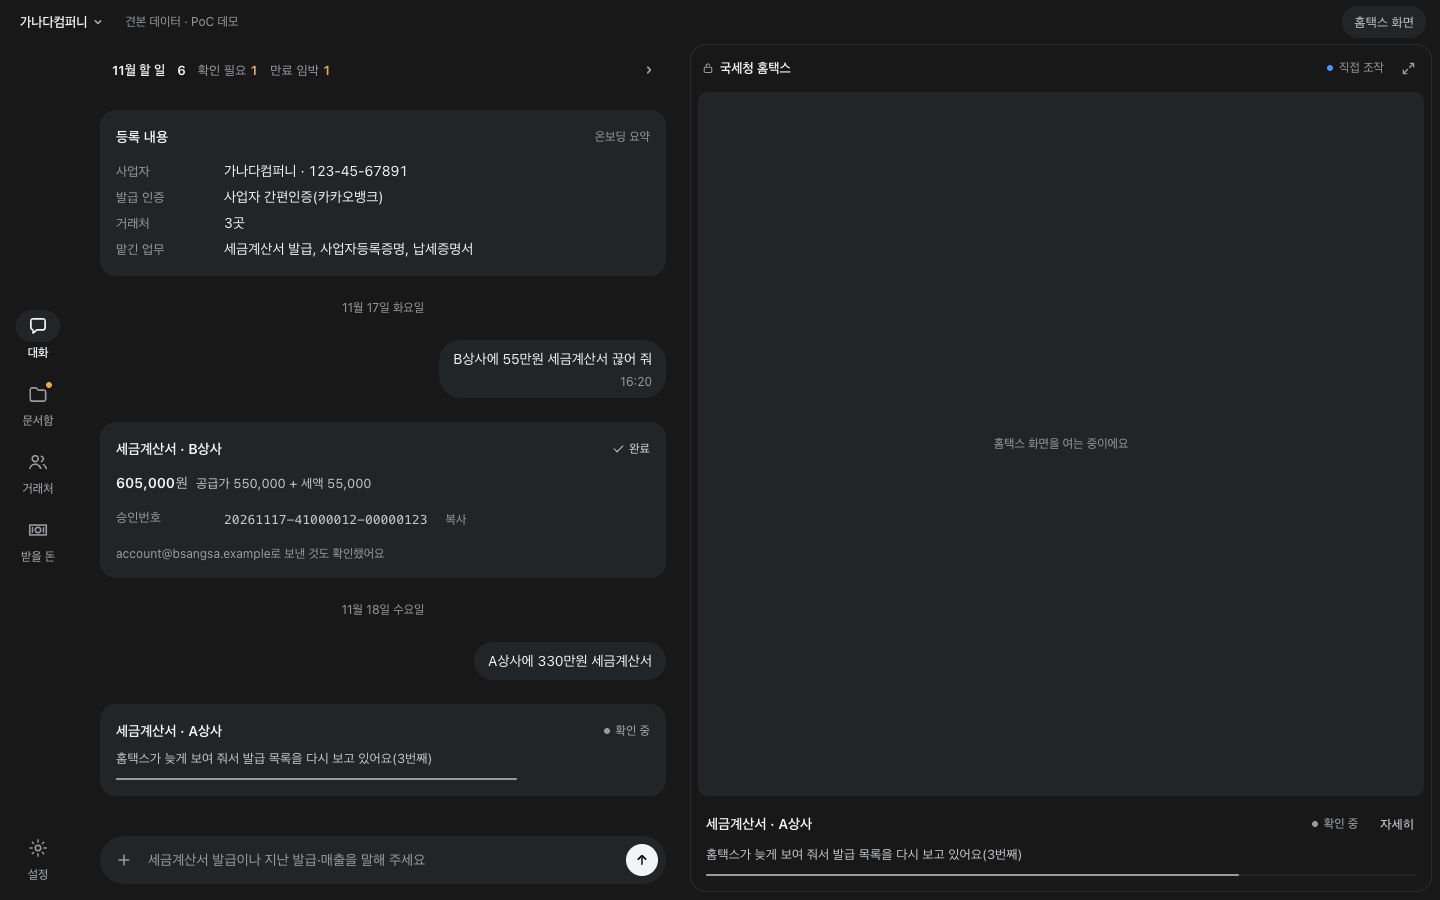 가나다컴퍼니
견본 데이터 · PoC 데모
홈택스 화면
11월 할 일 6 확인 필요 1 만료 임박 1
등록 내용
온보딩 요약
사업자 가나다컴퍼니 · 123-45-67891
발급 인증 사업자 간편인증(카카오뱅크)
거래처 3곳
맡긴 업무 세금계산서 발급, 사업자등록증명, 납세증명서
11월 17일 화요일
B상사에 55만원 세금계산서 끊어 줘
16:20
세금계산서 · B상사
완료
605,000원 공급가 550,000 + 세액 55,000
승인번호 20261117-41000012-00000123 복사
account@bsangsa.example로 보낸 것도 확인했어요
11월 18일 수요일
A상사에 330만원 세금계산서
세금계산서 · A상사
확인 중
홈택스가 늦게 보여 줘서 발급 목록을 다시 보고 있어요(3번째)
세금계산서 발급이나 지난 발급·매출을 말해 주세요
대화
문서함
거래처
받을 돈
설정
국세청 홈택스
직접 조작
홈택스 화면을 여는 중이에요
세금계산서 · A상사
확인 중
자세히
홈택스가 늦게 보여 줘서 발급 목록을 다시 보고 있어요(3번째)